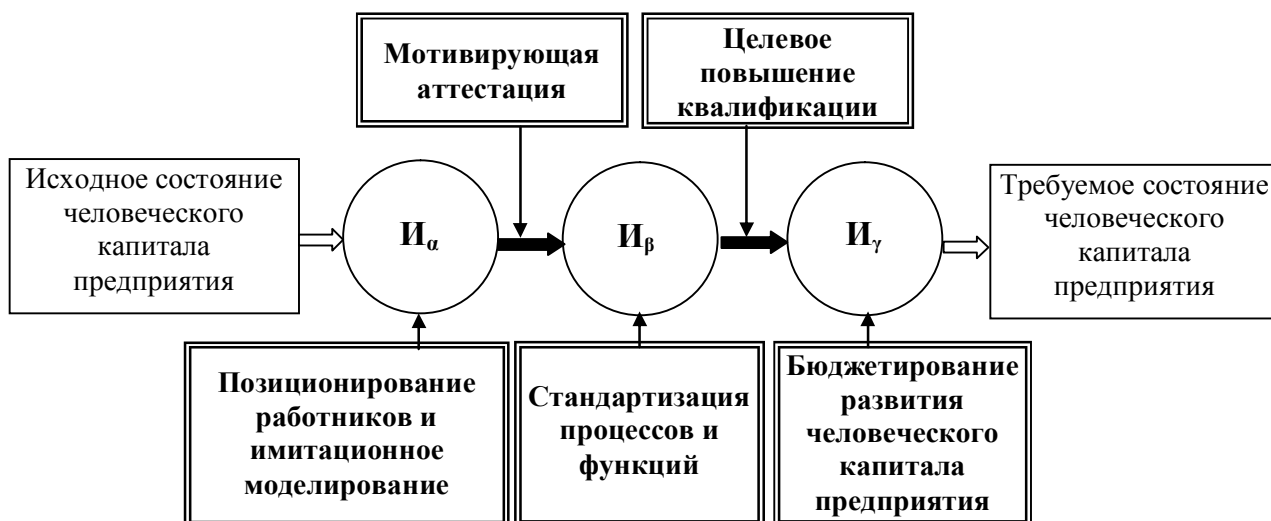 Мотивирующая
аттестация
Целевое
повышение
квалификации
Исходное состояние
человеческого
капитала
предприятия
Иα
Иβ
Иγ
Требуемое состояние
человеческого
капитала
предприятия
Позиционирование
работников и
имитационное
моделирование
Стандартизация
процессов и
функций
Бюджетирование
развития
человеческого
капитала
предприятия